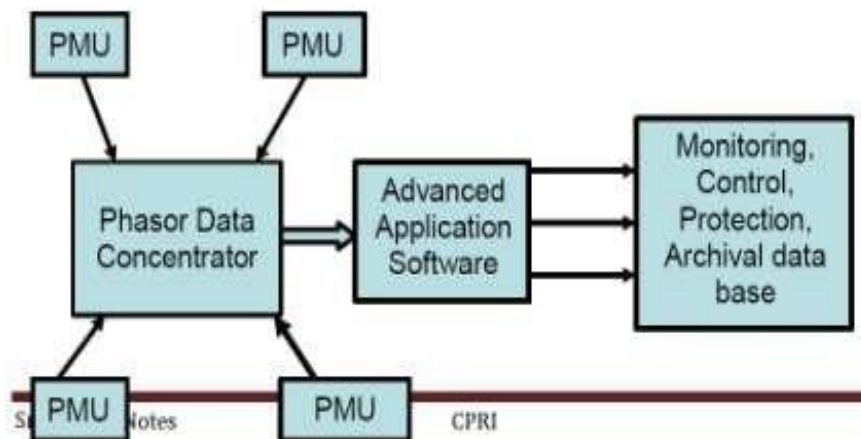 PMU
PMU
Phasor Data
Concentrator
Advanced
Application
Software
Monitoring,
Control,
Protection,
Archival data
base
PMU
PMU
Notes
CPRI